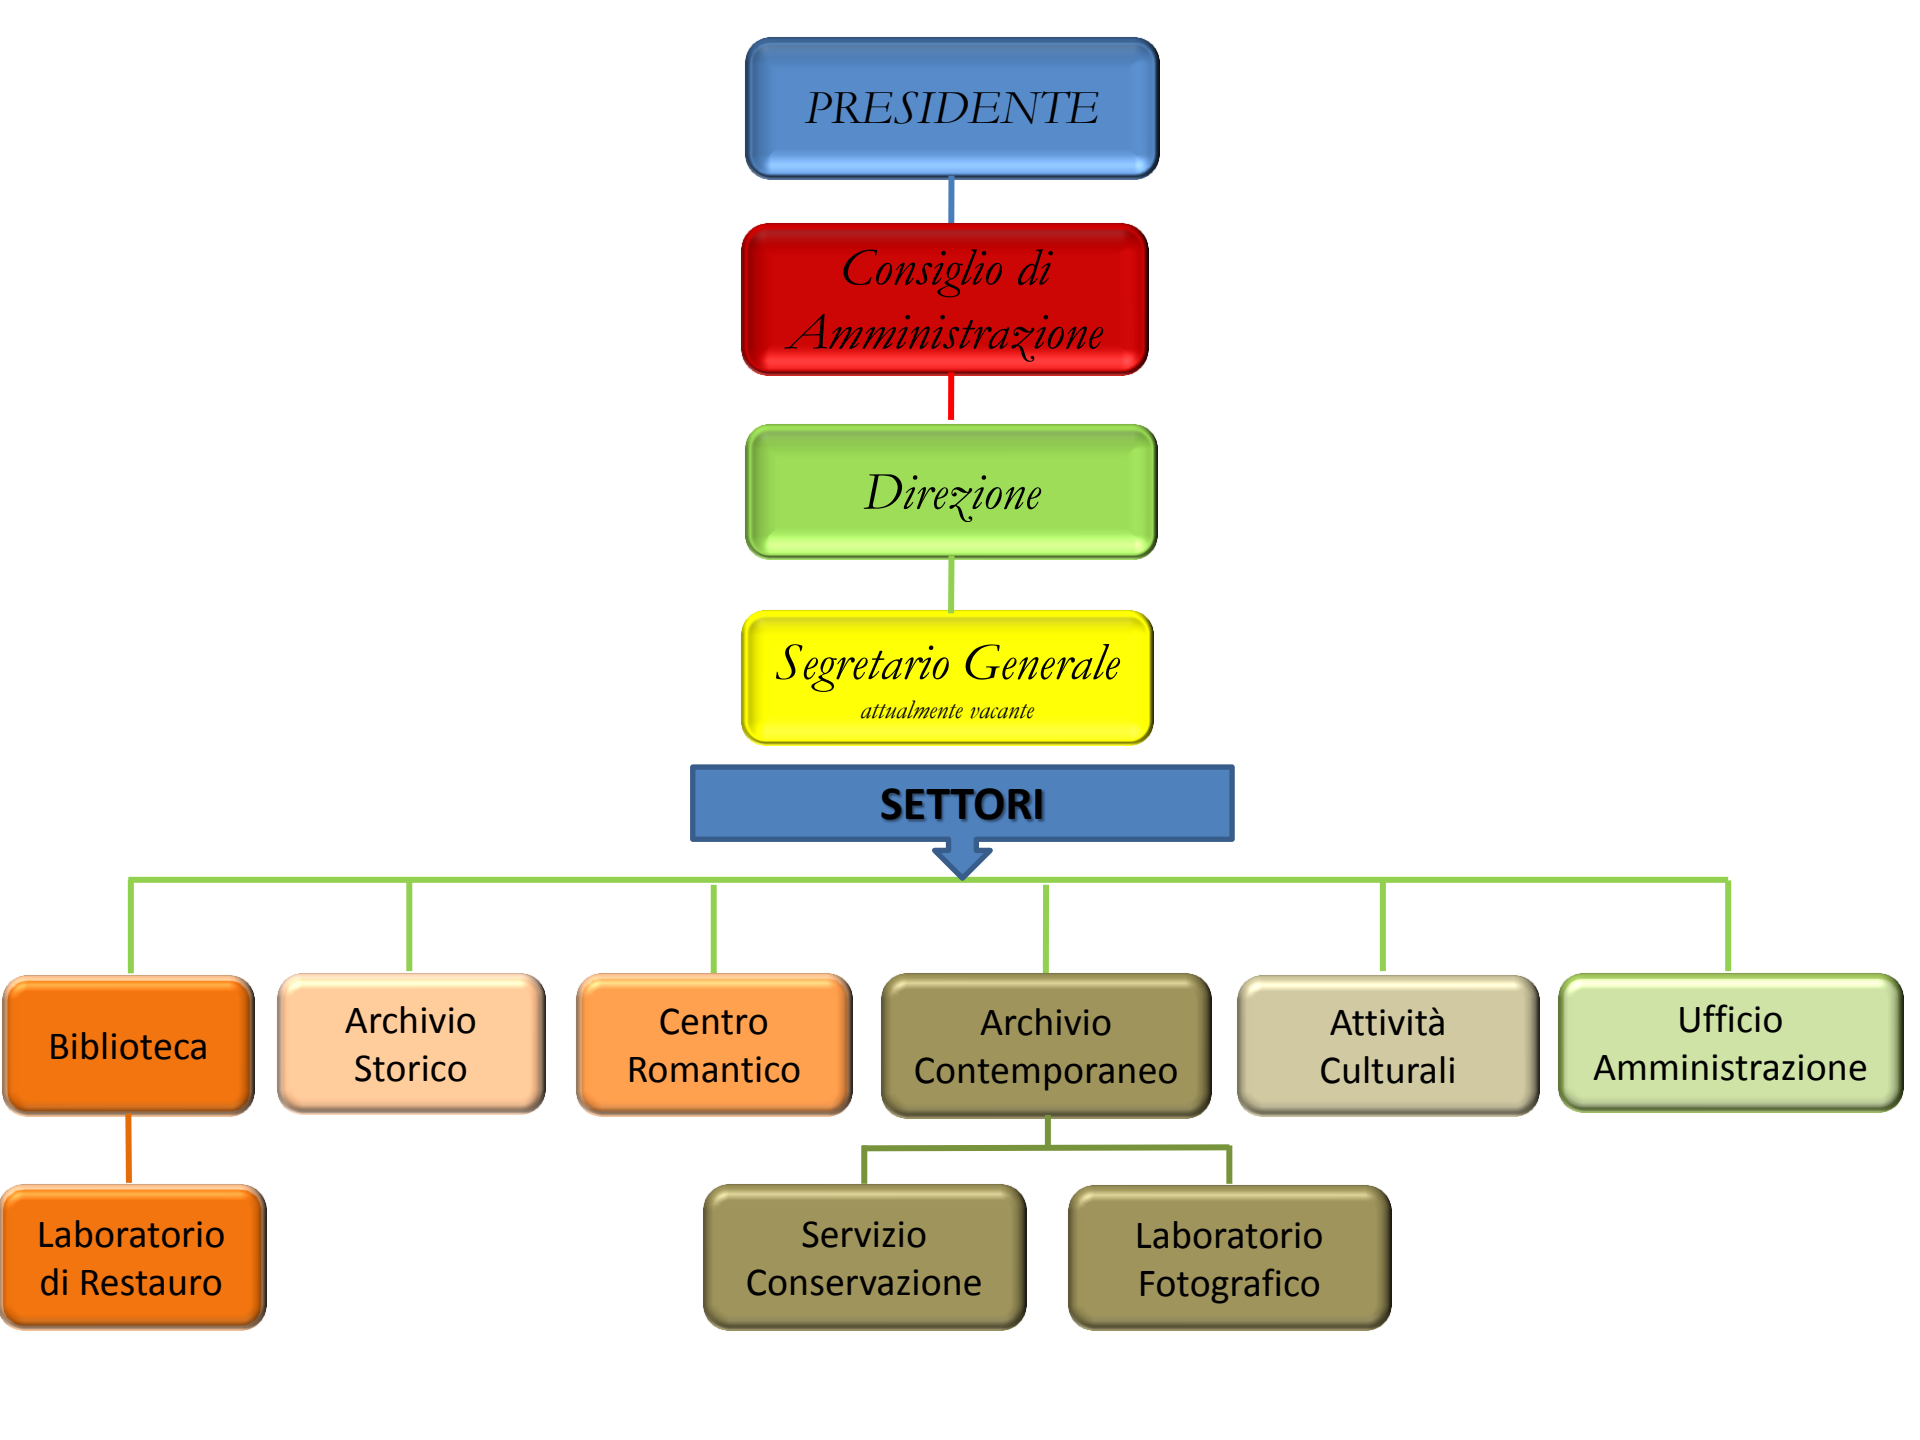 PRESIDENTE
Consiglio di
Amministrazione
Direzione
Segretario Generale
attualmente vacante
SETTORI
Biblioteca
Archivio
Storico
Centro
Romantico
Archivio
Contemporaneo
Attività
Culturali
Ufficio
Amministrazione
Laboratorio
di Restauro
Servizio
Conservazione
Laboratorio
Fotografico